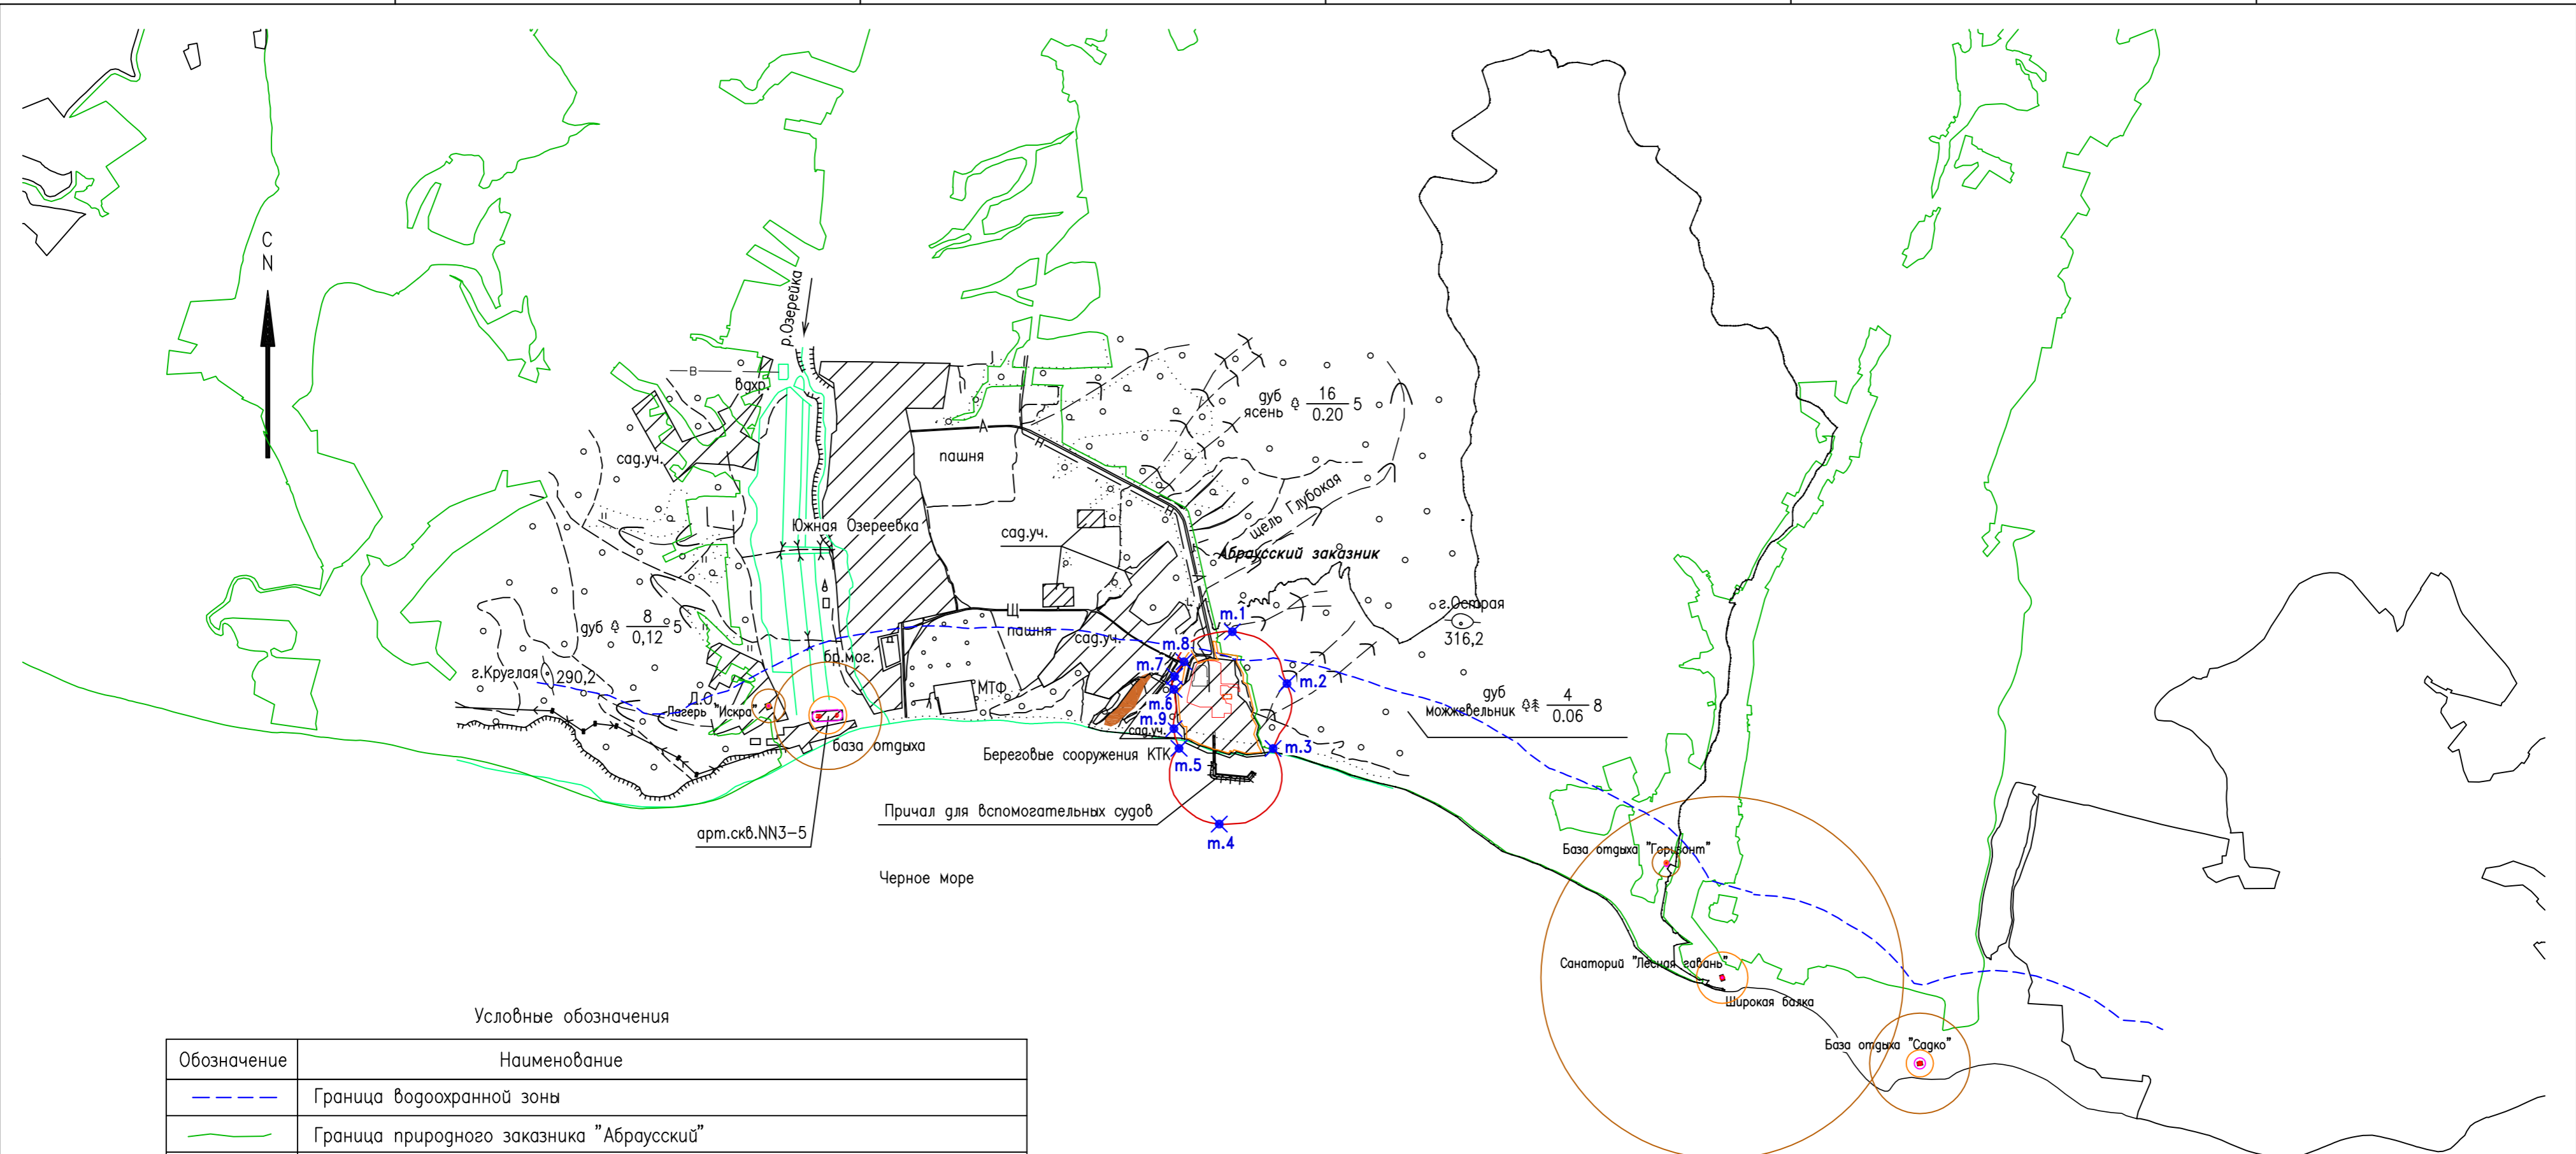 С
N
р.Озерейка
В
вдхр.
сад.уч.
А
пашня
дуб
ясень
16
0.20
5
Южная Озереевка
сад.уч.
щель Глубокая
Абраусский заказник
г.Острая
316,2
Щ
пашня
сад.уч.
дуб
8
0,12
5
г.Круглая
290,2
бр.мог.
МТФ
Д.О.
Лагерь "Искра"
база отдыха
арт.скв.NN3-5
т.1
т.8
т.7
т.2
т.6
т.9
сад.уч.
т.3
т.5
т.4
Береговые сооружения КТК
Причал для вспомогательных судов
Черное море
дуб
можжевельник
4
0.06
8
База отдыха "Горизонт"
Санаторий "Лесная гавань"
Широкая балка
База отдыха "Садко"
Условные обозначения
Обозначение
Наименование
Граница водоохранной зоны
Граница природного заказника "Абраусский"